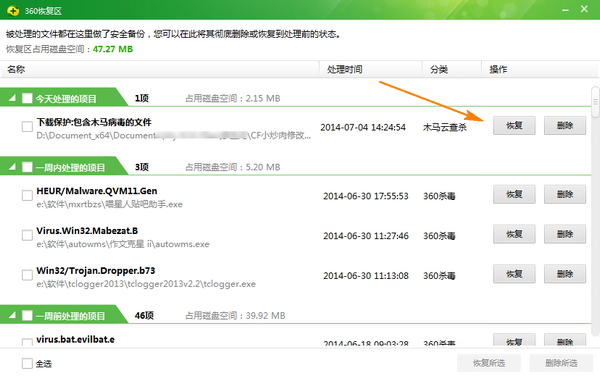 360恢复区
被处理的文件都在这里做了安全备份，您可以在此将其彻底删除或恢复到处理前的状态。
恢复区占用磁盘空间：47.27 MB
名称 处理时间 分类 操作
今天处理的项目 1项 占用磁盘空间：2.15 MB
下载保护:包含木马病毒的文件 2014-07-04 14:24:54 木马云查杀 恢复 删除
D:\Document_x64\Document \CF小炒肉修改...
一周内处理的项目 3项 占用磁盘空间：5.20 MB
HEUR/Malware.QVM11.Gen 2014-06-30 17:55:53 360杀毒 恢复 删除
e:\软件\mxrtbzs\喵星人贴吧助手.exe
Virus.Win32.Mabezat.B 2014-06-30 11:27:46 360杀毒 恢复 删除
e:\软件\autowms\作文克星 ii\autowms.exe
Win32/Trojan.Dropper.b73 2014-06-30 11:13:08 360杀毒 恢复 删除
e:\软件\tclogger2013\tclogger2013v2.2\tclogger.exe
一周前处理的项目 46项 占用磁盘空间：39.92 MB
virus.bat.evilbat.e 2014-06-18 09:03:28 360杀毒
全选 恢复所选 删除所选